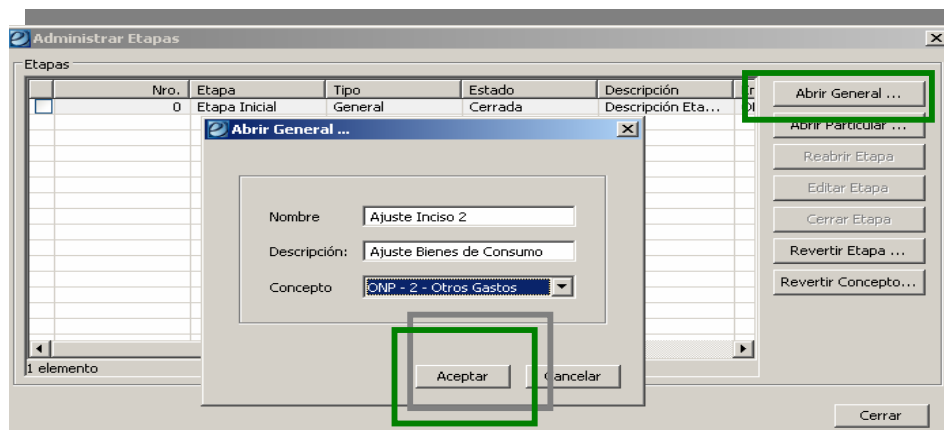 Administrar Etapas
Etapas
Nro. Etapa Tipo Estado Descripción
0 Etapa Inicial General Cerrada Descripción Eta...
Abrir General ...
Abrir Particular ...
Reabrir Etapa
Editar Etapa
Cerrar Etapa
Revertir Etapa ...
Revertir Concepto...
Abrir General ...
Nombre Ajuste Inciso 2
Descripción: Ajuste Bienes de Consumo
Concepto ONP - 2 - Otros Gastos
Aceptar Cancelar
1 elemento
Cerrar